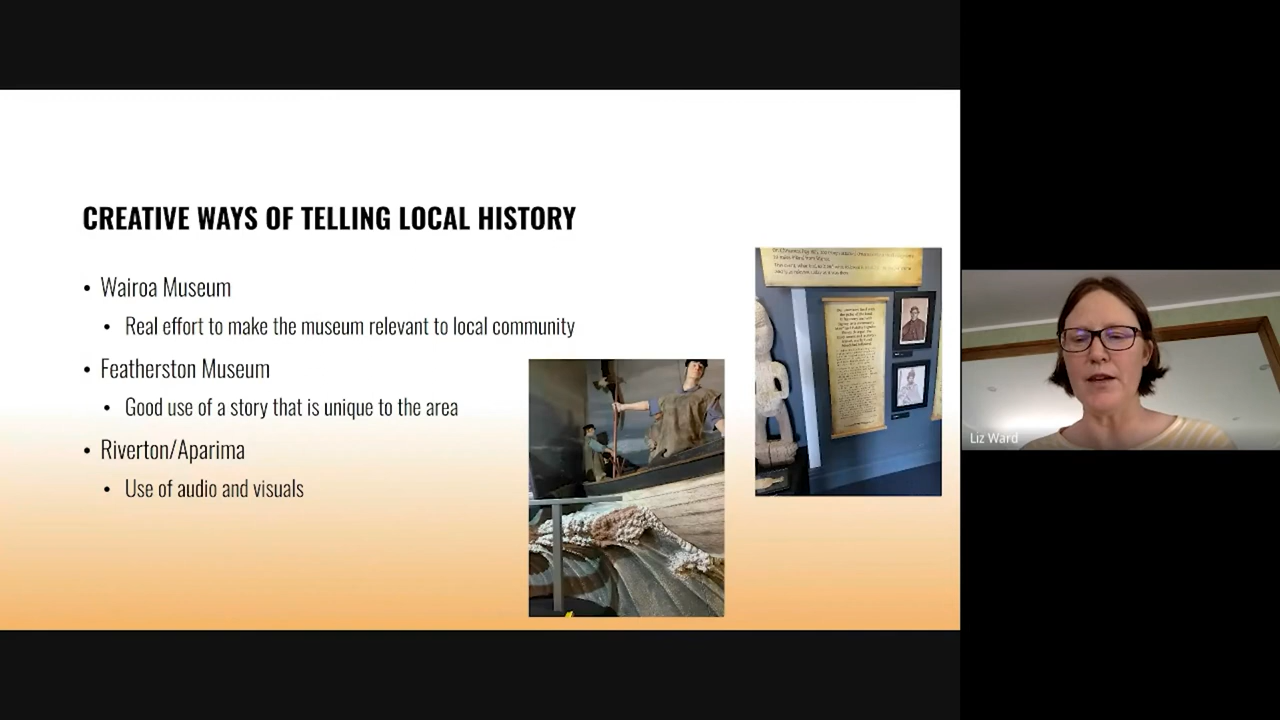 CREATIVE WAYS OF TELLING LOCAL HISTORY
• Wairoa Museum
• Real effort to make the museum relevant to local community
• Featherston Museum
• Good use of a story that is unique to the area
• Riverton/Aparima
• Use of audio and visuals
Liz Ward